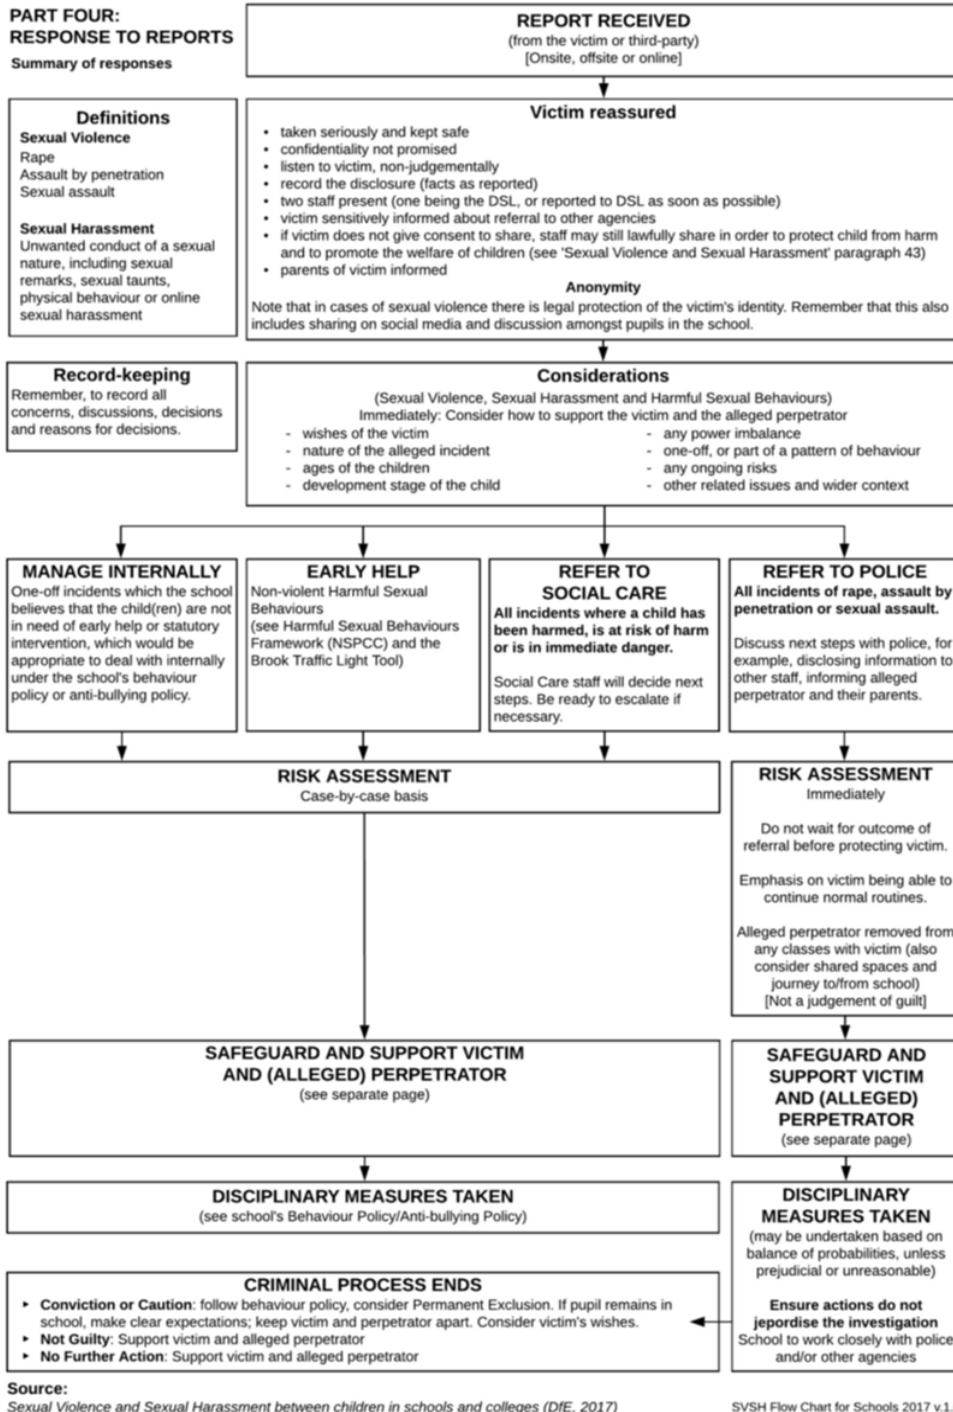 PART FOUR:
RESPONSE TO REPORTS
Summary of responses
REPORT RECEIVED
(from the victim or third-party)
[Onsite, offsite or online]
Definitions
Sexual Violence
Rape
Assault by penetration
Sexual assault
Sexual Harassment
Unwanted conduct of a sexual
nature, including sexual
remarks, sexual taunts,
physical behaviour or online
sexual harassment
Victim reassured
• taken seriously and kept safe
• confidentiality not promised
• listen to victim, non-judgementally
• record the disclosure (facts as reported)
• two staff present (one being the DSL, or reported to DSL as soon as possible)
• victim sensitively informed about referral to other agencies
• if victim does not give consent to share, staff may still lawfully share in order to protect child from harm
and to promote the welfare of children (see 'Sexual Violence and Sexual Harassment' paragraph 43)
• parents of victim informed
Anonymity
Note that in cases of sexual violence there is legal protection of the victim's identity. Remember that this also
includes sharing on social media and discussion amongst pupils in the school.
Record-keeping
Remember, to record all
concerns, discussions, decisions
and reasons for decisions.
Considerations
(Sexual Violence, Sexual Harassment and Harmful Sexual Behaviours)
Immediately: Consider how to support the victim and the alleged perpetrator
- wishes of the victim
- nature of the alleged incident
- ages of the children
- development stage of the child
- any power imbalance
- one-off, or part of a pattern of behaviour
- any ongoing risks
- other related issues and wider context
MANAGE INTERNALLY
One-off incidents which the school
believes that the child(ren) are not
in need of early help or statutory
intervention, which would be
appropriate to deal with internally
under the school's behaviour
policy or anti-bullying policy.
EARLY HELP
Non-violent Harmful Sexual
Behaviours
(see Harmful Sexual Behaviours
Framework (NSPCC) and the
Brook Traffic Light Tool)
REFER TO
SOCIAL CARE
All incidents where a child has
been harmed, is at risk of harm
or is in immediate danger.
Social Care staff will decide next
steps. Be ready to escalate if
necessary.
REFER TO POLICE
All incidents of rape, assault by
penetration or sexual assault.
Discuss next steps with police, for
example, disclosing information to
other staff, informing alleged
perpetrator and their parents.
RISK ASSESSMENT
Case-by-case basis
RISK ASSESSMENT
Immediately
Do not wait for outcome of
referral before protecting victim.
Emphasis on victim being able to
continue normal routines.
Alleged perpetrator removed from
any classes with victim (also
consider shared spaces and
journey to/from school)
[Not a judgement of guilt]
SAFEGUARD AND SUPPORT VICTIM
AND (ALLEGED) PERPETRATOR
(see separate page)
SAFEGUARD AND
SUPPORT VICTIM
AND (ALLEGED)
PERPETRATOR
(see separate page)
DISCIPLINARY MEASURES TAKEN
(see school's Behaviour Policy/Anti-bullying Policy)
DISCIPLINARY
MEASURES TAKEN
(may be undertaken based on
balance of probabilities, unless
prejudicial or unreasonable)
Ensure actions do not
jepordise the investigation
School to work closely with police
and/or other agencies
CRIMINAL PROCESS ENDS
▸ Conviction or Caution: follow behaviour policy, consider Permanent Exclusion. If pupil remains in
school, make clear expectations; keep victim and perpetrator apart. Consider victim's wishes.
▸ Not Guilty: Support victim and alleged perpetrator
▸ No Further Action: Support victim and alleged perpetrator
Source:
Sexual Violence and Sexual Harassment between children in schools and colleges (DfE, 2017)
SVSH Flow Chart for Schools 2017 v.1.